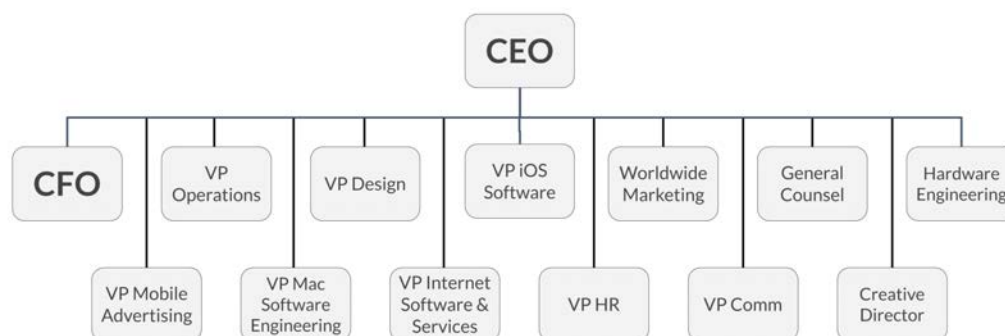 CEO
CFO
VP
Operations
VP Design
VP iOS
Software
Worldwide
Marketing
General
Counsel
Hardware
Engineering
VP Mobile
Advertising
VP Mac
Software
Engineering
VP Internet
Software &
Services
VP HR
VP Comm
Creative
Director